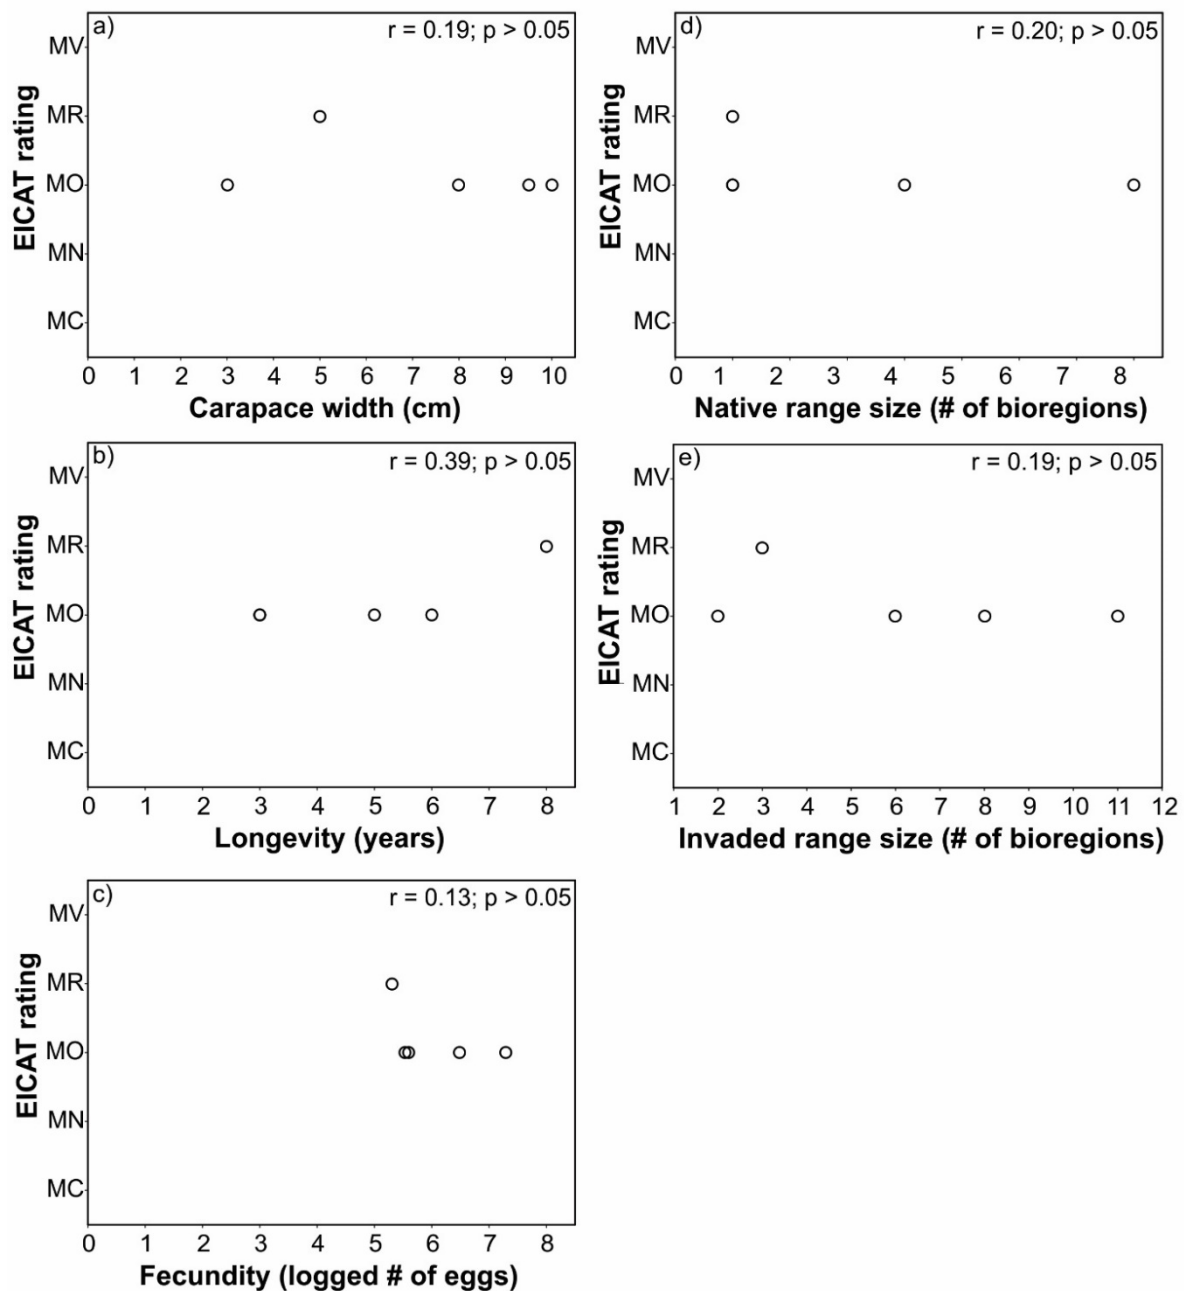 a)
r = 0.19; p > 0.05
EICAT rating
MV
MR
MO
MN
MC
0 1 2 3 4 5 6 7 8 9 10
Carapace width (cm)
d)
r = 0.20; p > 0.05
EICAT rating
MV
MR
MO
MN
MC
0 1 2 3 4 5 6 7 8
Native range size (# of bioregions)
b)
r = 0.39; p > 0.05
EICAT rating
MV
MR
MO
MN
MC
0 1 2 3 4 5 6 7 8
Longevity (years)
e)
r = 0.19; p > 0.05
EICAT rating
MV
MR
MO
MN
MC
1 2 3 4 5 6 7 8 9 10 11 12
Invaded range size (# of bioregions)
c)
r = 0.13; p > 0.05
EICAT rating
MV
MR
MO
MN
MC
0 1 2 3 4 5 6 7 8
Fecundity (logged # of eggs)